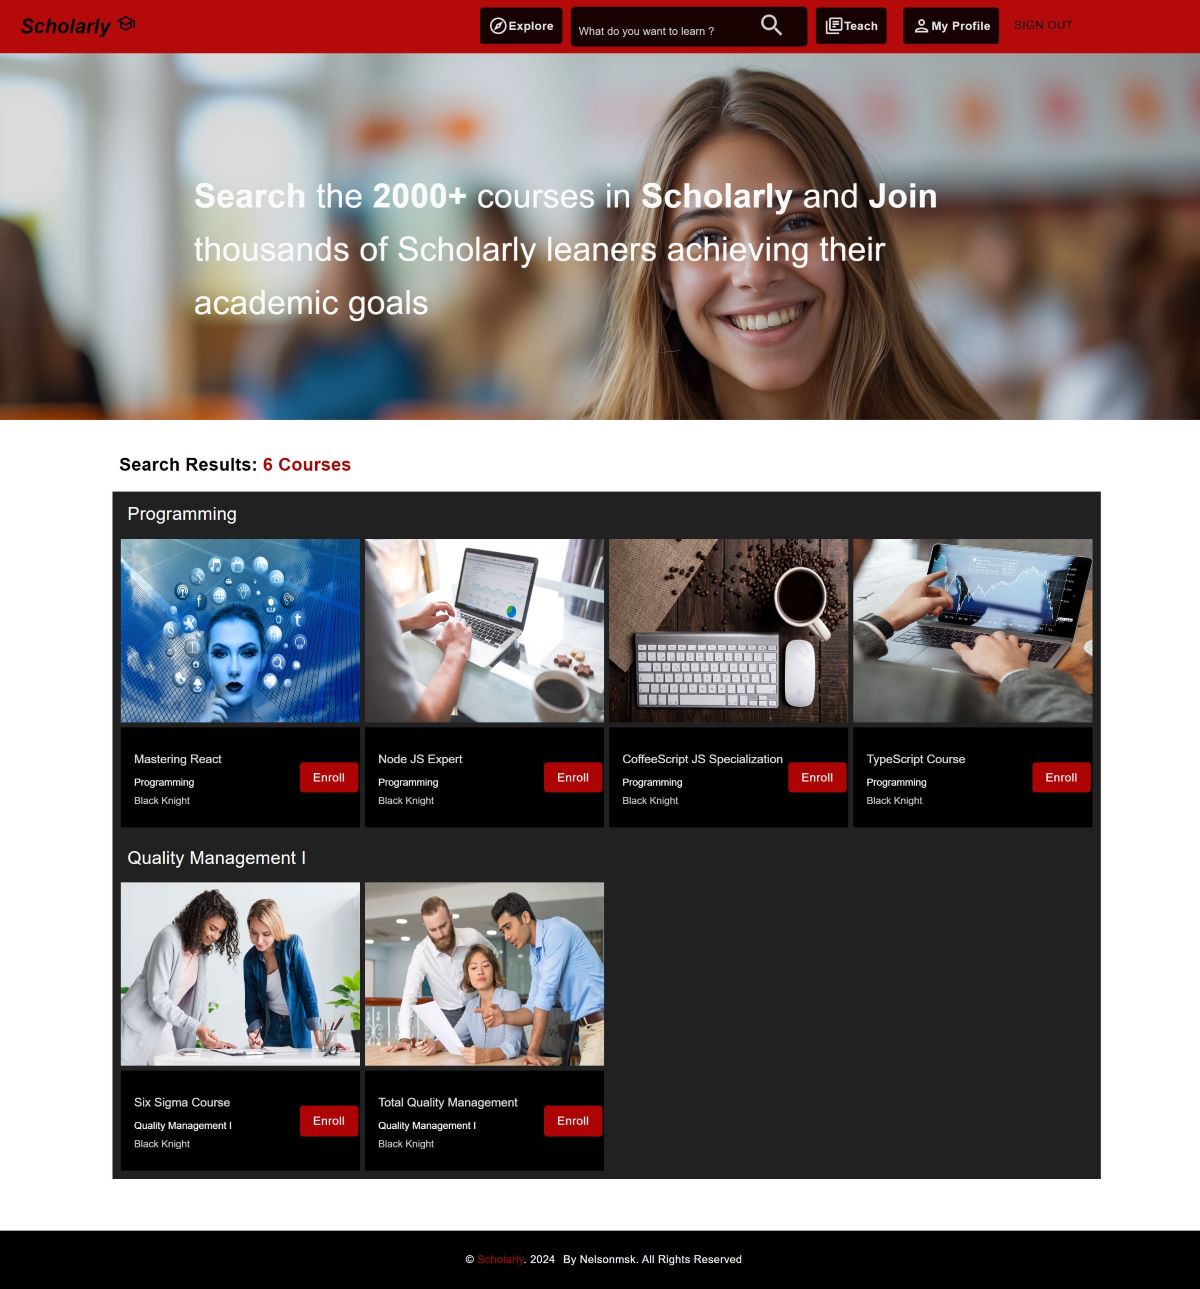 Scholarly
Explore
What do you want to learn ?
Teach
My Profile
SIGN OUT
Search the 2000+ courses in Scholarly and Join
thousands of Scholarly leaners achieving their
academic goals
Search Results: 6 Courses
Programming
Mastering React
Programming
Black Knight
Enroll
Node JS Expert
Programming
Black Knight
Enroll
CoffeeScript JS Specialization
Programming
Black Knight
Enroll
TypeScript Course
Programming
Black Knight
Enroll
Quality Management I
Six Sigma Course
Quality Management I
Black Knight
Enroll
Total Quality Management
Quality Management I
Black Knight
Enroll
© Scholarly. 2024 By Nelsonmsk. All Rights Reserved